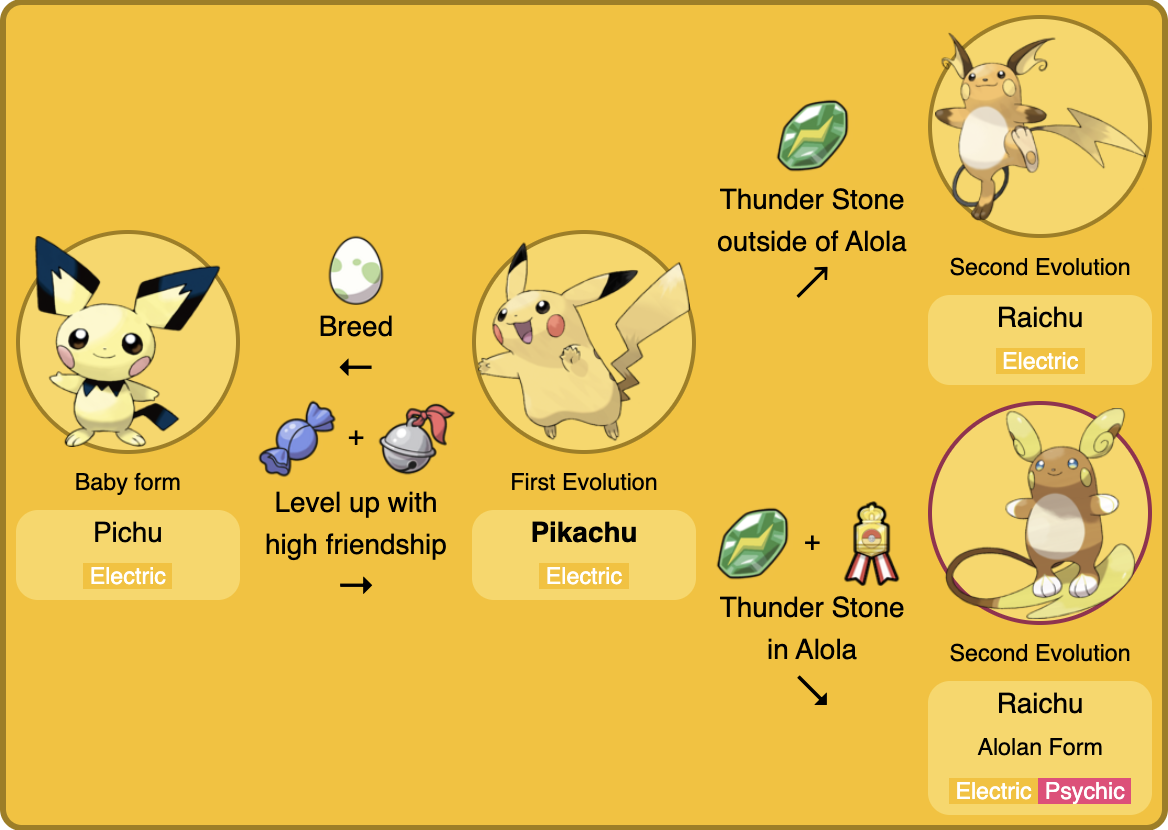 Baby form
Pichu
Electric
Breed
←
+
Level up with
high friendship
→
First Evolution
Pikachu
Electric
Thunder Stone
outside of Alola
↗
Second Evolution
Raichu
Electric
+
Thunder Stone
in Alola
↘
Second Evolution
Raichu
Alolan Form
Electric Psychic